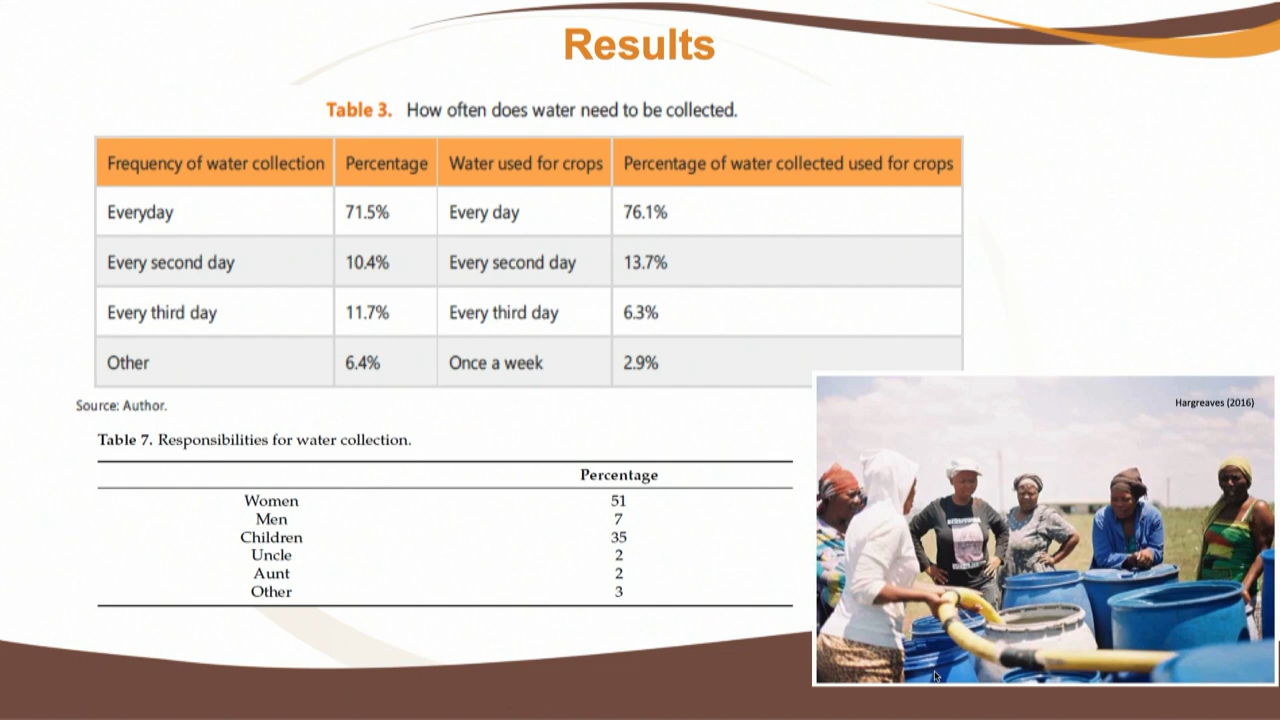 Results
Table 3. How often does water need to be collected.
Frequency of water collection Percentage Water used for crops Percentage of water collected used for crops
Everyday 71.5% Every day 76.1%
Every second day 10.4% Every second day 13.7%
Every third day 11.7% Every third day 6.3%
Other 6.4% Once a week 2.9%
Source: Author.
Hargreaves (2016)
Table 7. Responsibilities for water collection.
Percentage
Women 51
Men 7
Children 35
Uncle 2
Aunt 2
Other 3